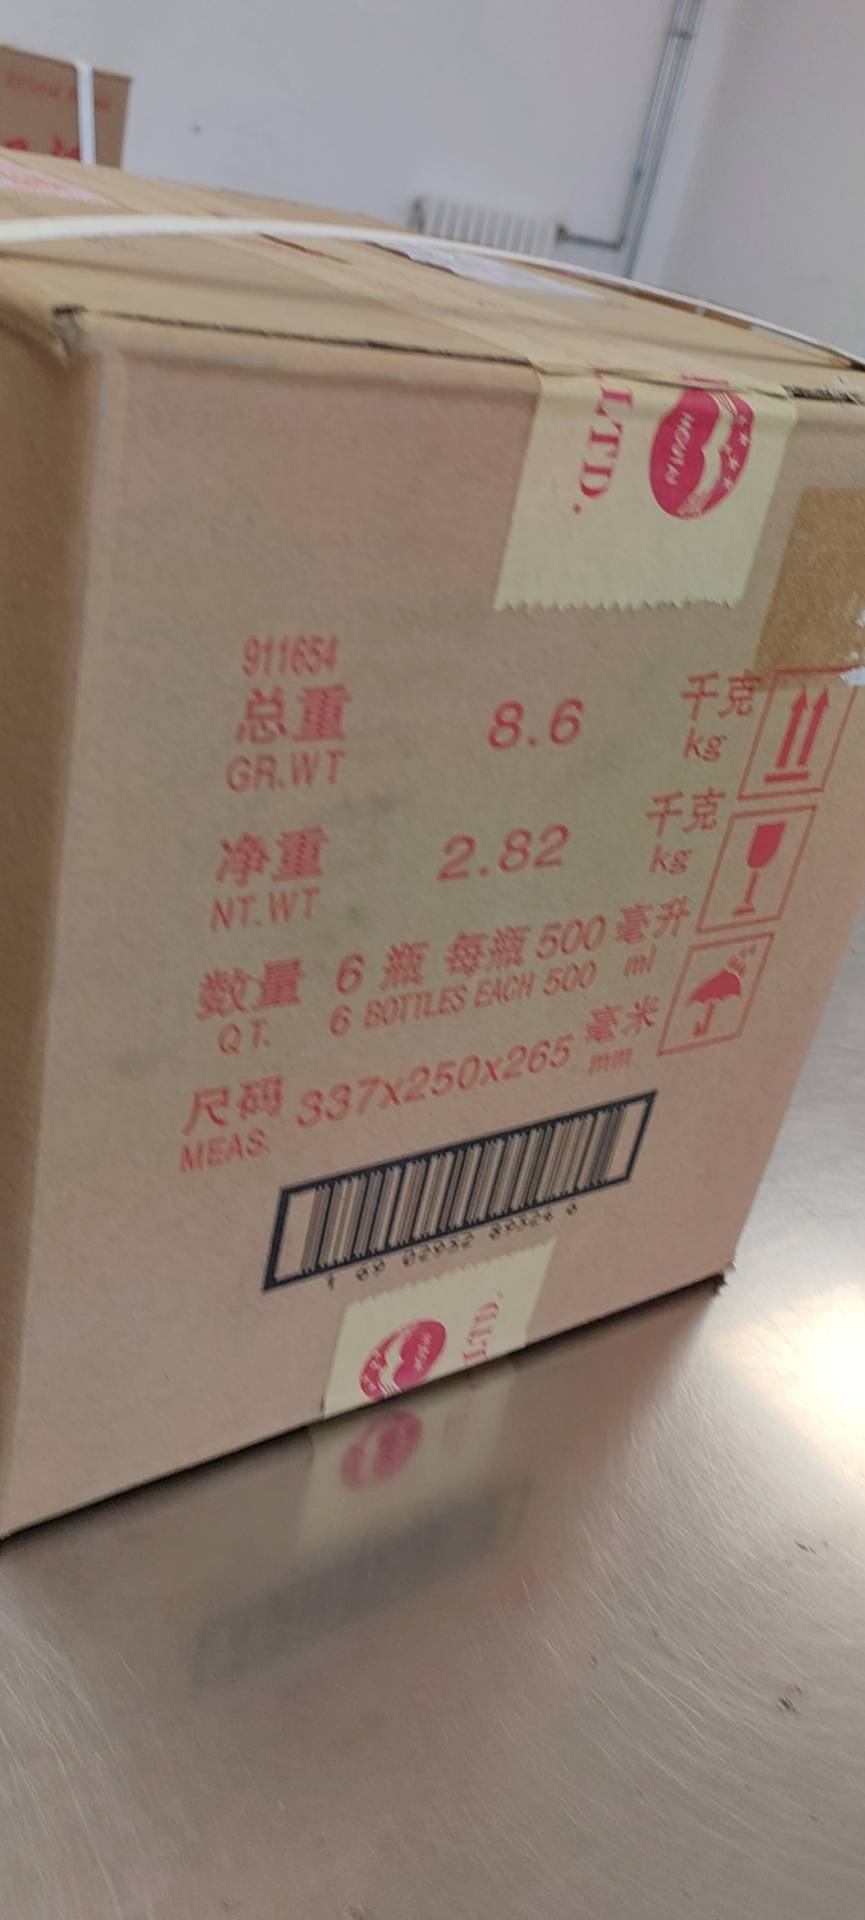 LTD.
MOUTAI
911654
总重 8.6 千克
GR.WT kg
净重 2.82 千克
NT.WT kg
数量 6 瓶 每瓶 500 毫升
QT. 6 BOTTLES EACH 500 ml
尺码 337x250x265 毫米
MEAS. mm
LTD.